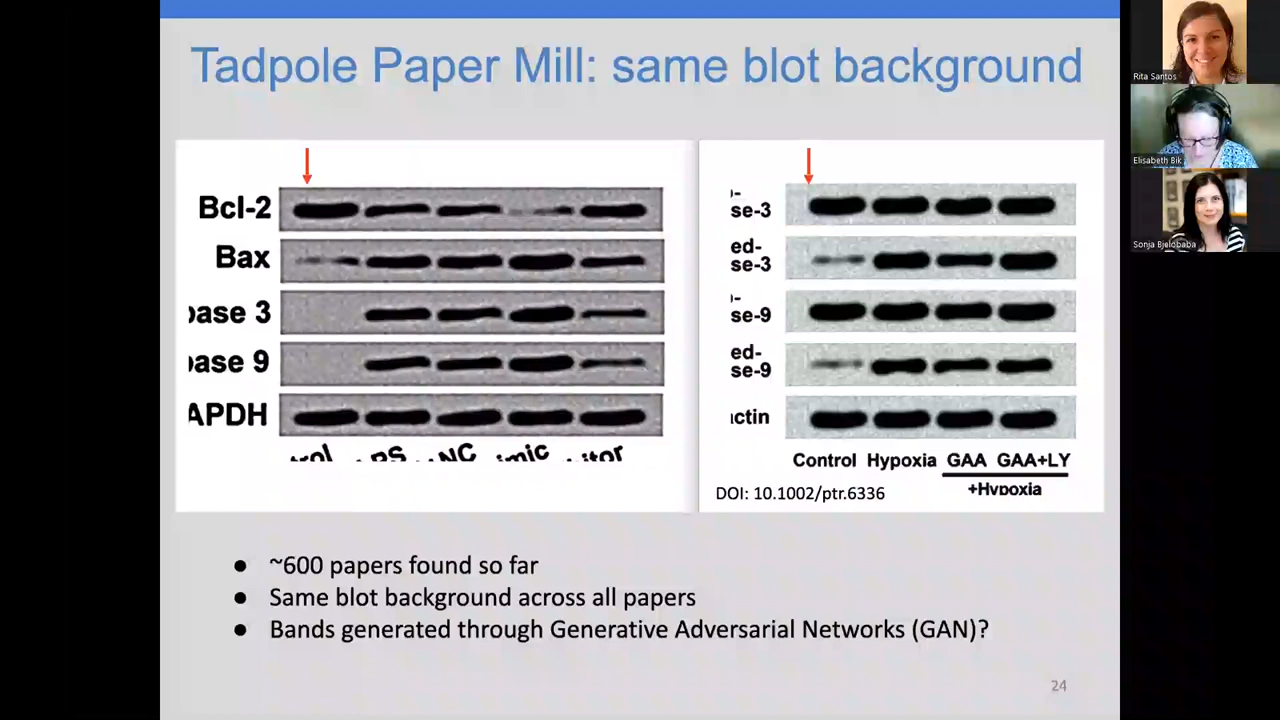 Tadpole Paper Mill: same blot background
Bcl-2
Bax
pase 3
pase 9
APDH
NC
se-3
ed-
se-3
se-9
ed-
se-9
ctin
Control Hypoxia GAA GAA+LY
+Hypoxia
DOI: 10.1002/ptr.6336
● ~600 papers found so far
● Same blot background across all papers
● Bands generated through Generative Adversarial Networks (GAN)?
24
Rita Santos
Elisabeth Bik
Sonja Bjelobaba